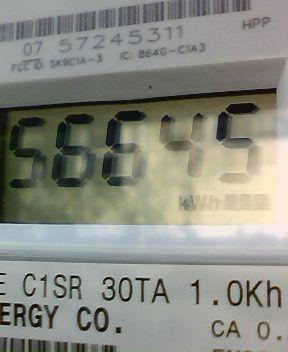 07 57245311 HPP
FCC ID: SK9C1A-3 IC: 864G-C1A3
56645
kWh
C1SR 30TA 1.0Kh
ERGY CO.
CA 0.